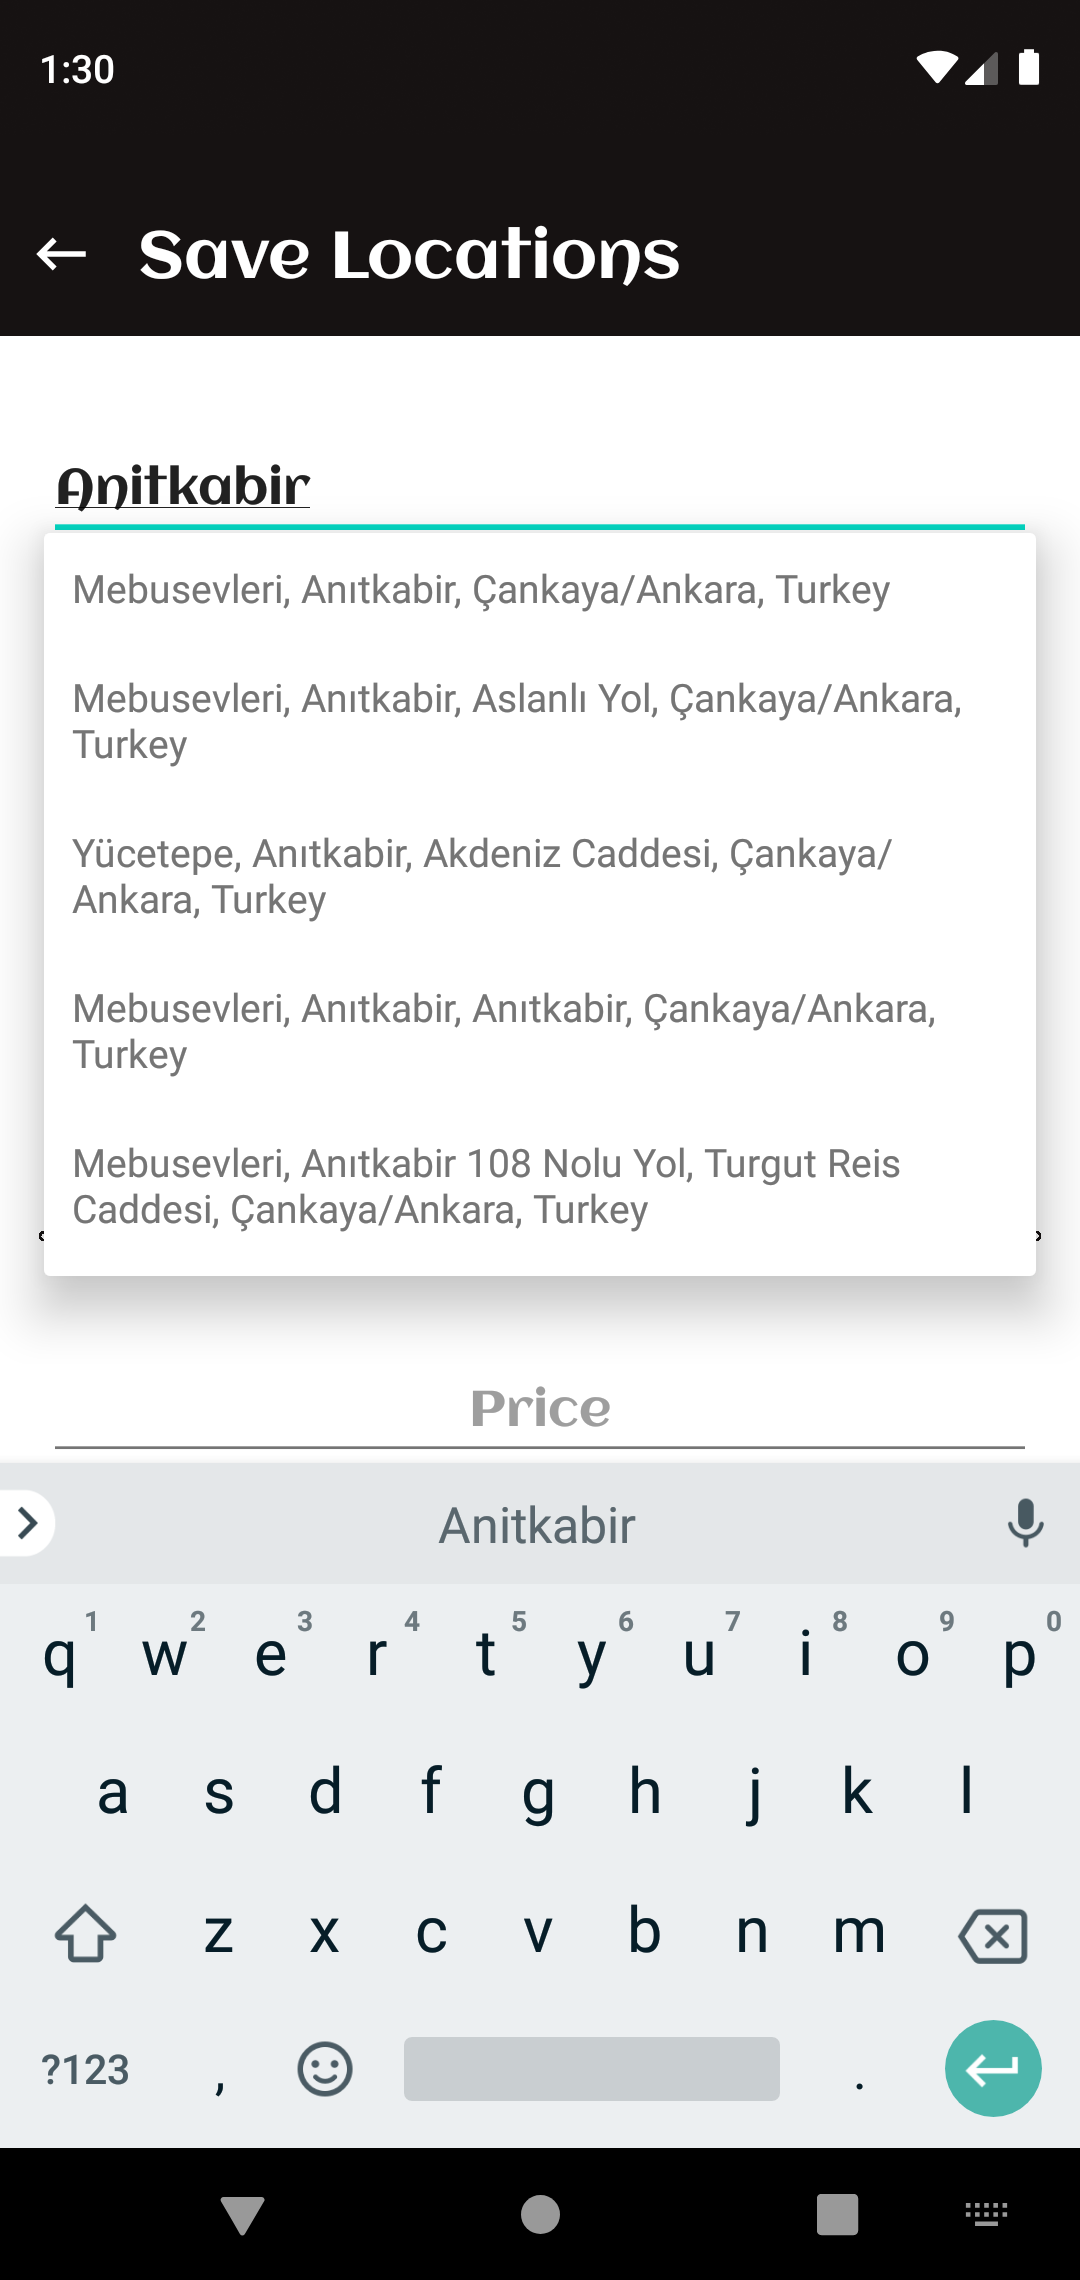 1:30
Save Locations
Anitkabir
Mebusevleri, Anıtkabir, Çankaya/Ankara, Turkey
Mebusevleri, Anıtkabir, Aslanlı Yol, Çankaya/Ankara,
Turkey
Yücetepe, Anıtkabir, Akdeniz Caddesi, Çankaya/
Ankara, Turkey
Mebusevleri, Anıtkabir, Anıtkabir, Çankaya/Ankara,
Turkey
Mebusevleri, Anıtkabir 108 Nolu Yol, Turgut Reis
Caddesi, Çankaya/Ankara, Turkey
Price
Anitkabir
1 2 3 4 5 6 7 8 9 0
q w e r t y u i o p
a s d f g h j k l
z x c v b n m
?123 , .